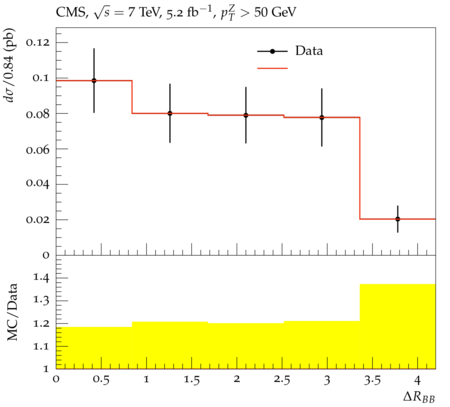 CMS, √s = 7 TeV, 5.2 fb⁻¹, p_T^Z > 50 GeV
dσ/0.84 (pb)
0.12
0.1
0.08
0.06
0.04
0.02
0
Data
MC/Data
1.4
1.3
1.2
1.1
1
0 0.5 1 1.5 2 2.5 3 3.5 4
ΔR_BB